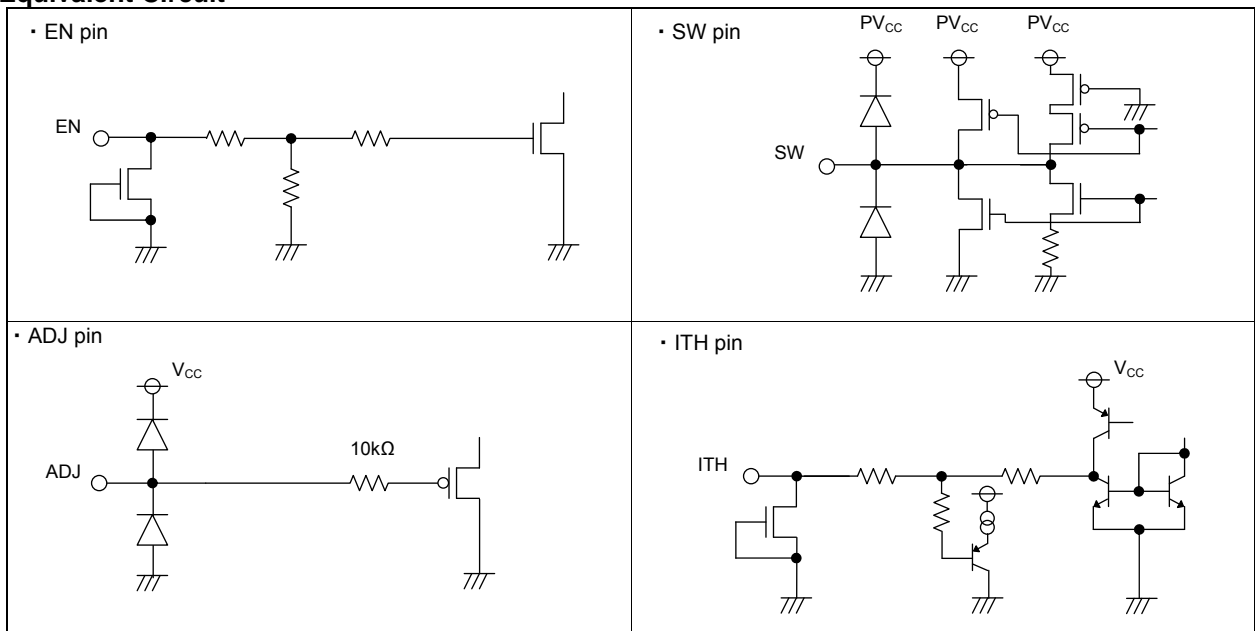 Equivalent Circuit
・EN pin
EN
・SW pin
PVCC PVCC PVCC
SW
・ADJ pin
VCC
10kΩ
ADJ
・ITH pin
VCC
ITH